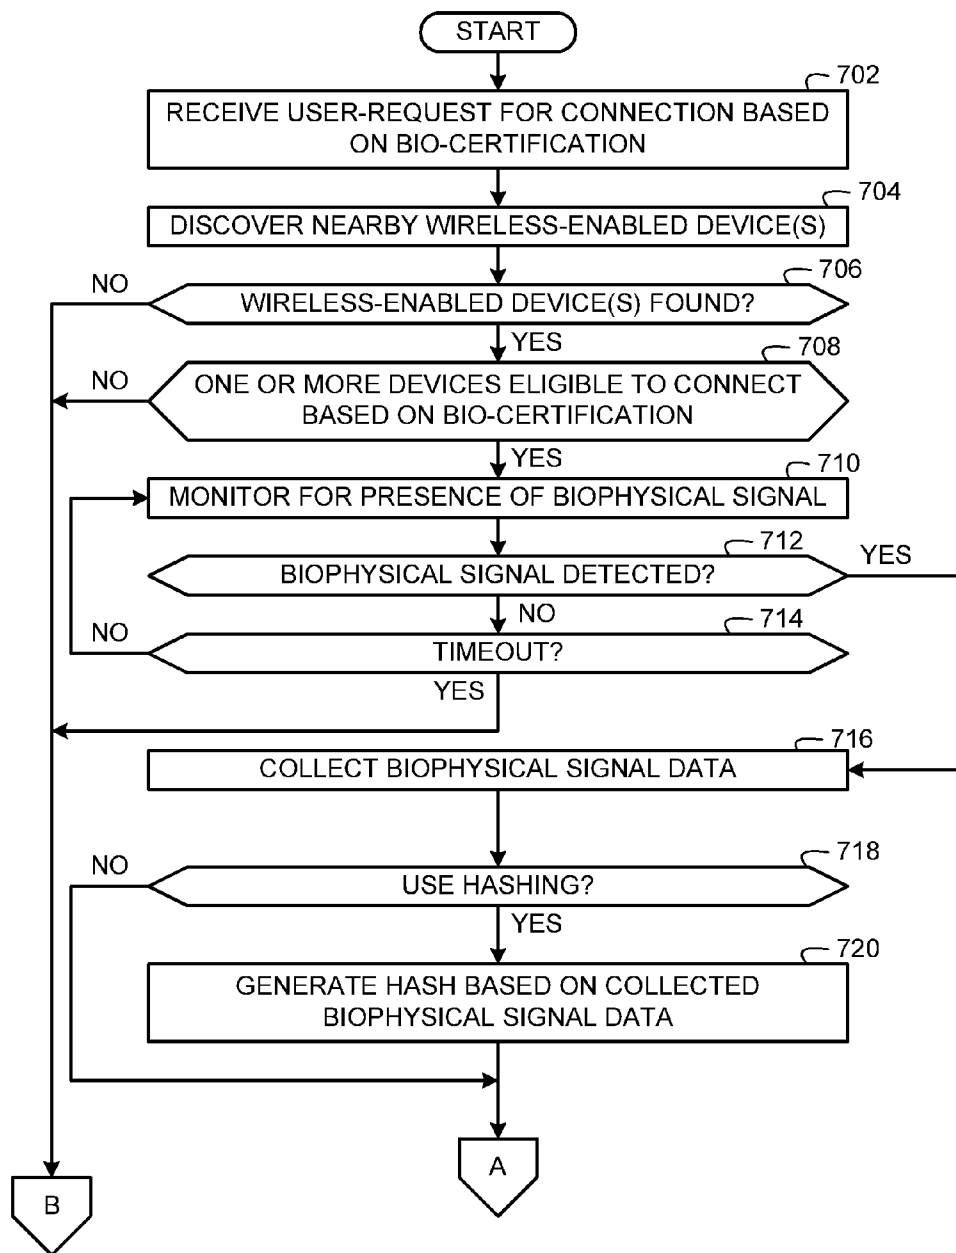 START
702
RECEIVE USER-REQUEST FOR CONNECTION BASED
ON BIO-CERTIFICATION
704
DISCOVER NEARBY WIRELESS-ENABLED DEVICE(S)
706
NO
WIRELESS-ENABLED DEVICE(S) FOUND?
YES
708
NO
ONE OR MORE DEVICES ELIGIBLE TO CONNECT
BASED ON BIO-CERTIFICATION
YES
710
MONITOR FOR PRESENCE OF BIOPHYSICAL SIGNAL
712
YES
BIOPHYSICAL SIGNAL DETECTED?
NO
714
NO
TIMEOUT?
YES
716
COLLECT BIOPHYSICAL SIGNAL DATA
718
NO
USE HASHING?
YES
720
GENERATE HASH BASED ON COLLECTED
BIOPHYSICAL SIGNAL DATA
A
B